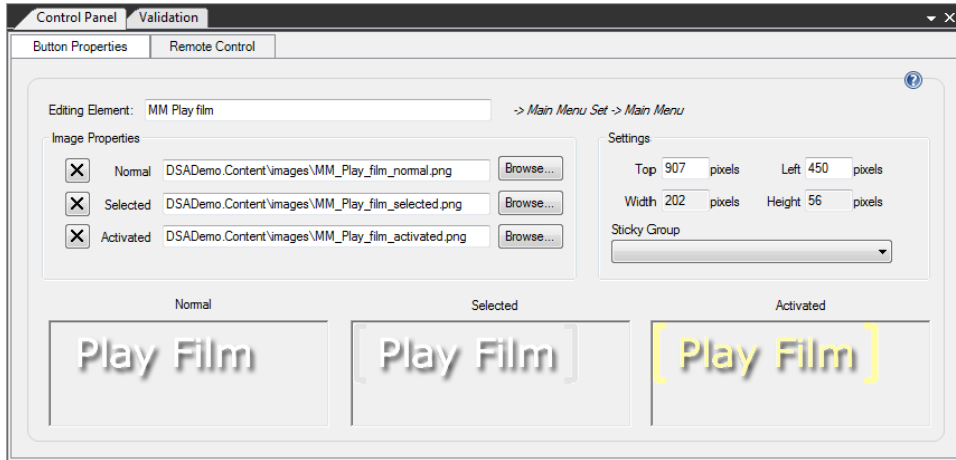 Control Panel Validation
Button Properties Remote Control
Editing Element: MM Play film -> Main Menu Set -> Main Menu
Image Properties
Normal DSADemo.Content\images\MM_Play_film_normal.png Browse...
Selected DSADemo.Content\images\MM_Play_film_selected.png Browse...
Activated DSADemo.Content\images\MM_Play_film_activated.png Browse...
Settings
Top 907 pixels Left 450 pixels
Width 202 pixels Height 56 pixels
Sticky Group
Normal Selected Activated
Play Film [Play Film] [Play Film]